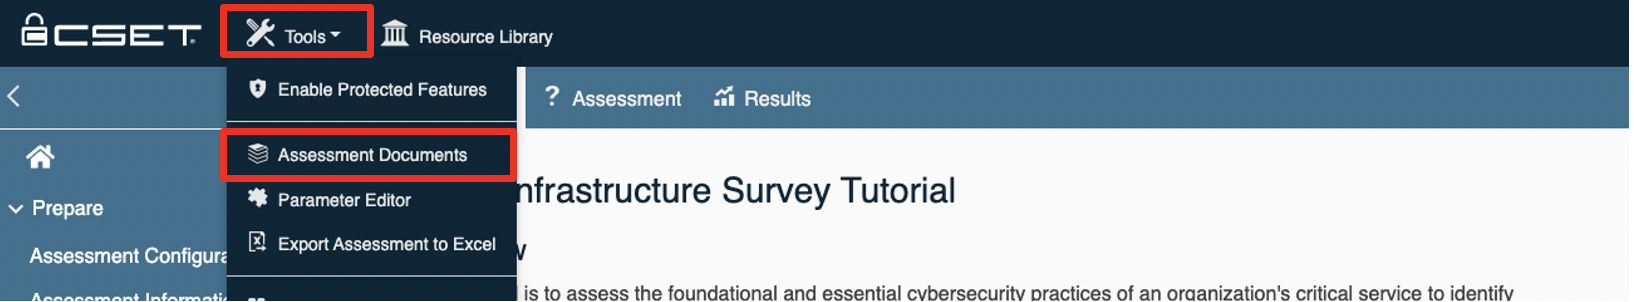 CSET
Tools
Resource Library
Enable Protected Features
? Assessment
Results
Assessment Documents
nfrastructure Survey Tutorial
Prepare
Parameter Editor
Export Assessment to Excel
w
Assessment Configura
Assessment Informati
is to assess the foundational and essential cybersecurity practices of an organization's critical service to identify